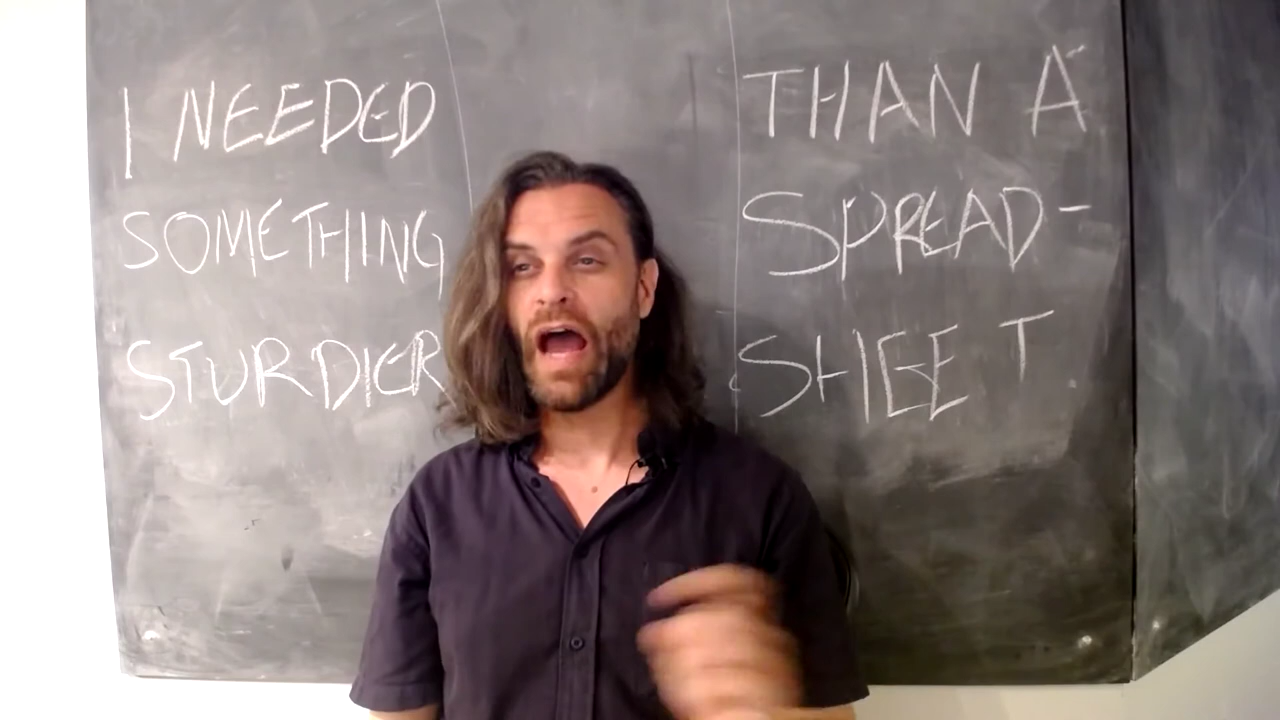 I NEEDED
SOMETHING
STURDIER
THAN A
SPREAD-
SHEET.